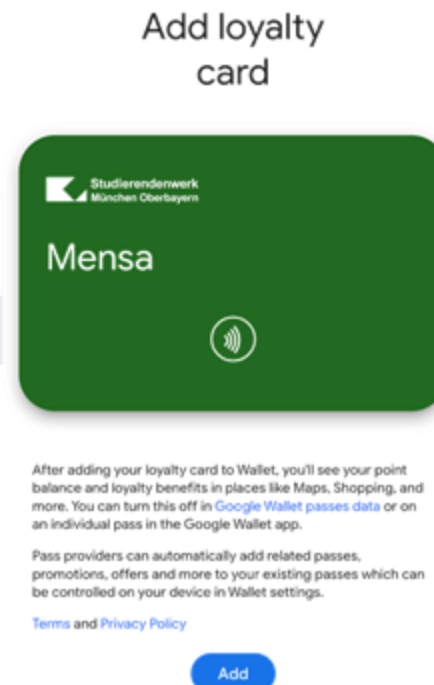 Add loyalty
card
Studierendenwerk
München Oberbayern
Mensa
After adding your loyalty card to Wallet, you'll see your point
balance and loyalty benefits in places like Maps, Shopping, and
more. You can turn this off in Google Wallet passes data or on
an individual pass in the Google Wallet app.
Pass providers can automatically add related passes,
promotions, offers and more to your existing passes which can
be controlled on your device in Wallet settings.
Terms and Privacy Policy
Add